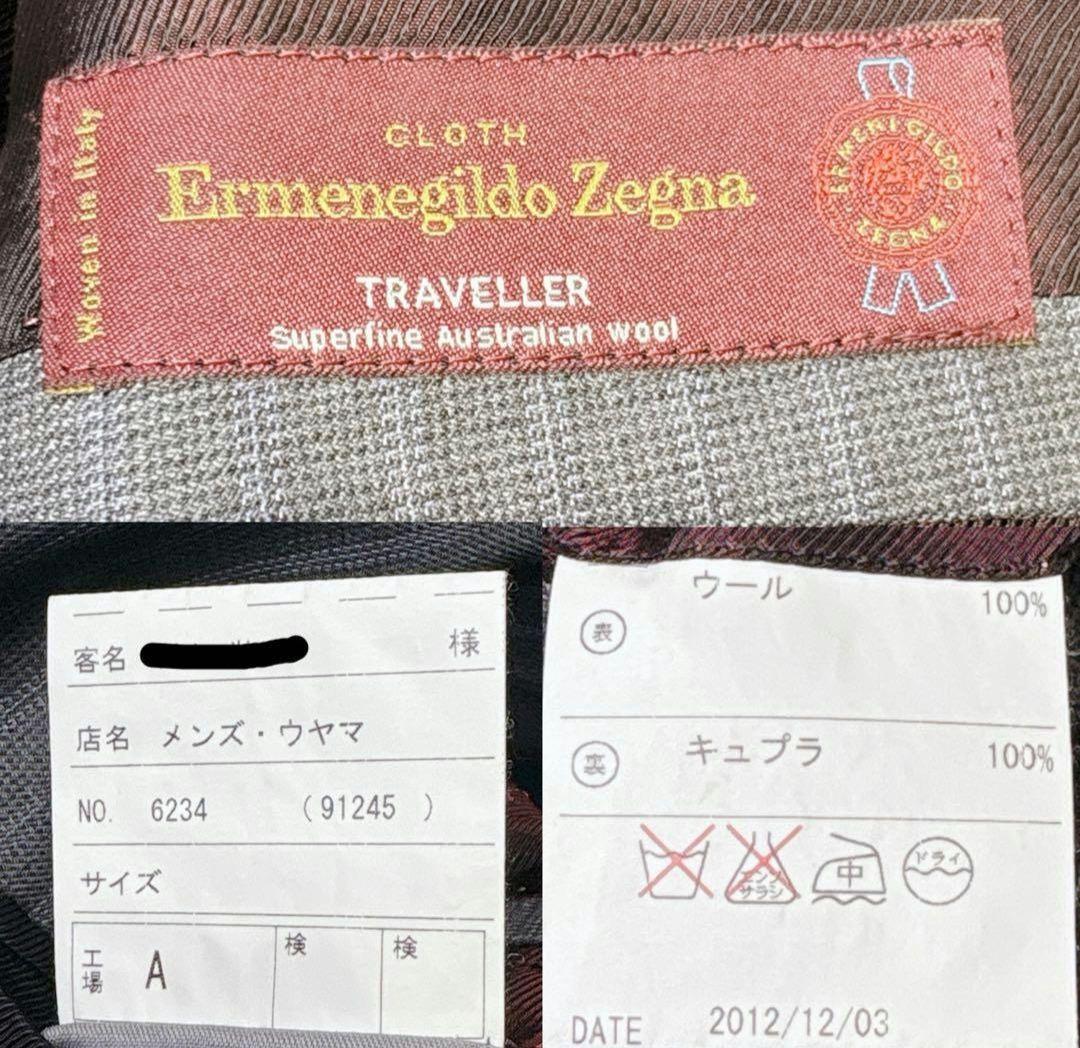 Woven in Italy
CLOTH
Ermenegildo Zegna
TRAVELLER
Superfine Australian wool
ERMENEGILDO
ZEGNA
客名 様
店名 メンズ・ウヤマ
NO. 6234 (91245 )
サイズ
工場 A 検 検
表 ウール 100%
裏 キュプラ 100%
エンソ
サラシ
中
ドライ
DATE 2012/12/03